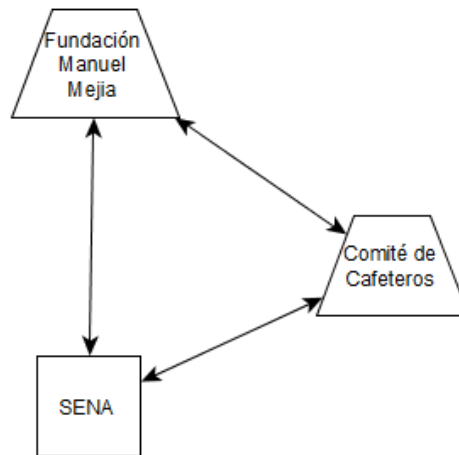 Fundación
Manuel
Mejia
Comité de
Cafeteros
SENA